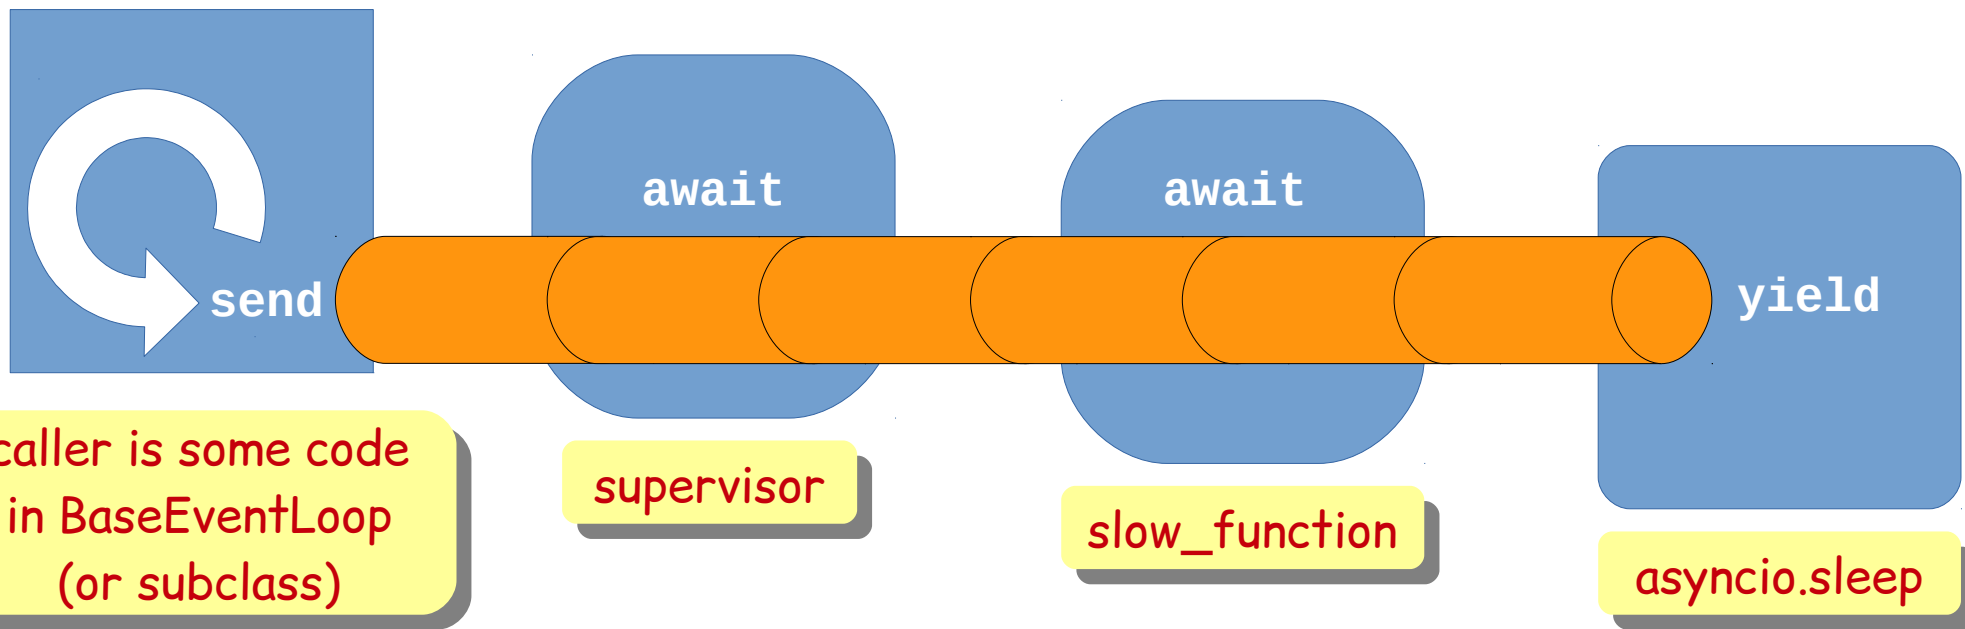 await
await
send
yield
caller is some code
in BaseEventLoop
(or subclass)
supervisor
slow_function
asyncio.sleep